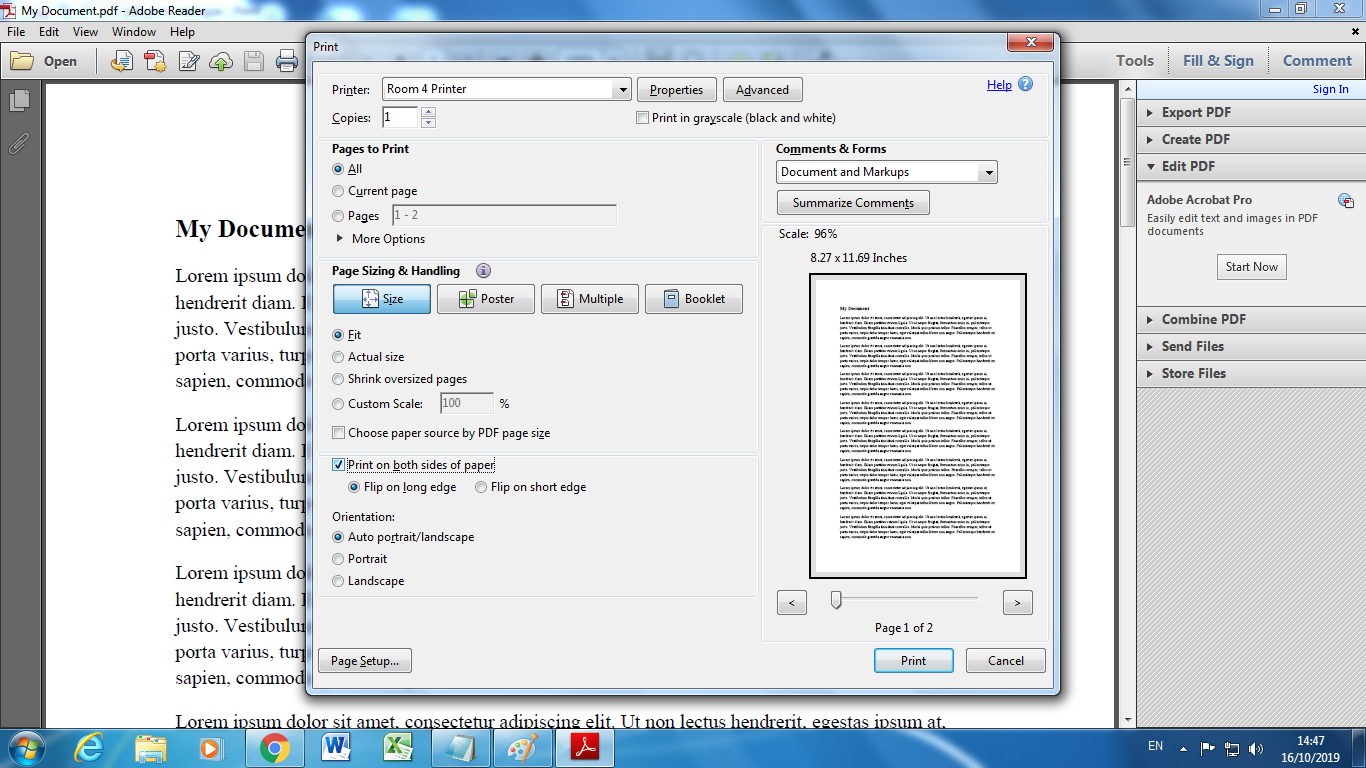 My Document.pdf - Adobe Reader
File Edit View Window Help
Open
Tools Fill & Sign Comment
Sign In
Export PDF
Create PDF
Edit PDF
Adobe Acrobat Pro
Easily edit text and images in PDF
documents
Start Now
Combine PDF
Send Files
Store Files
My Docume
Lorem ipsum do
hendrerit diam.
justo. Vestibulum
porta varius, turp
sapien, commod
Lorem ipsum do
hendrerit diam.
justo. Vestibulum
porta varius, turp
sapien, commod
Lorem ipsum do
hendrerit diam.
justo. Vestibulum
porta varius, turp
sapien, commod
Lorem ipsum dolor sit amet, consectetur adipiscing elit. Ut non lectus hendrerit, egestas ipsum at,
Print
Printer: Room 4 Printer Properties Advanced Help
Copies: 1 Print in grayscale (black and white)
Pages to Print
All
Current page
Pages 1 - 2
More Options
Page Sizing & Handling
Size Poster Multiple Booklet
Fit
Actual size
Shrink oversized pages
Custom Scale: 100 %
Choose paper source by PDF page size
Print on both sides of paper
Flip on long edge Flip on short edge
Orientation:
Auto portrait/landscape
Portrait
Landscape
Comments & Forms
Document and Markups
Summarize Comments
Scale: 96%
8.27 x 11.69 Inches
My Document
< >
Page 1 of 2
Page Setup... Print Cancel
EN 14:47
16/10/2019